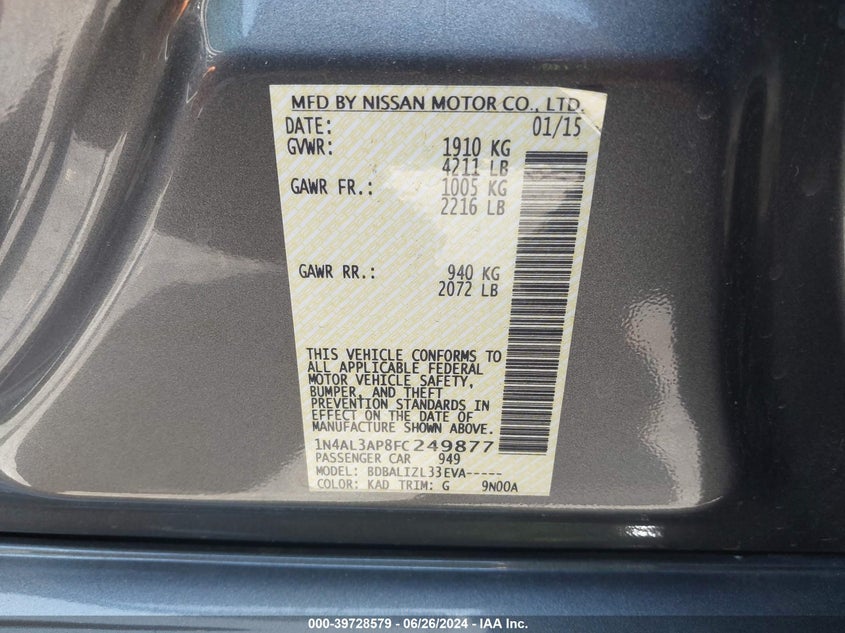 MFD BY NISSAN MOTOR CO., LTD.
DATE: 01/15
GVWR: 1910 KG
4211 LB
GAWR FR.: 1005 KG
2216 LB
GAWR RR.: 940 KG
2072 LB
THIS VEHICLE CONFORMS TO
ALL APPLICABLE FEDERAL
MOTOR VEHICLE SAFETY,
BUMPER, AND THEFT
PREVENTION STANDARDS IN
EFFECT ON THE DATE OF
MANUFACTURE SHOWN ABOVE.
1N4AL3AP8FC249877
PASSENGER CAR 949
MODEL: BDBALIZL33EVA-----
COLOR: KAD TRIM: G 9N00A
000-39728579 / 06/26/2024 - IAA Inc.